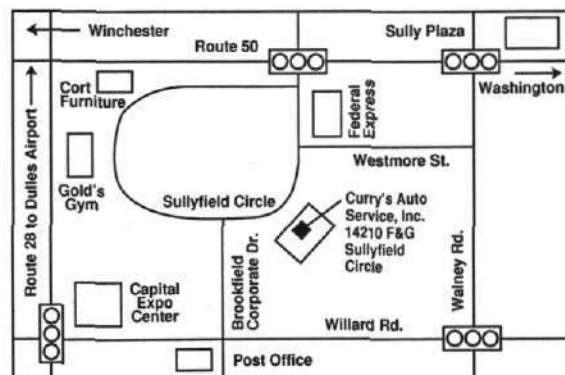 Winchester
Route 50
Sully Plaza
Washington
Cort
Furniture
Federal
Express
Route 28 to Dulles Airport
Gold's
Gym
Westmore St.
Sullyfield Circle
Curry's Auto
Service, Inc.
14210 F&G
Sullyfield
Circle
Walney Rd.
Brookfield
Corporate Dr.
Capital
Expo
Center
Willard Rd.
Post Office